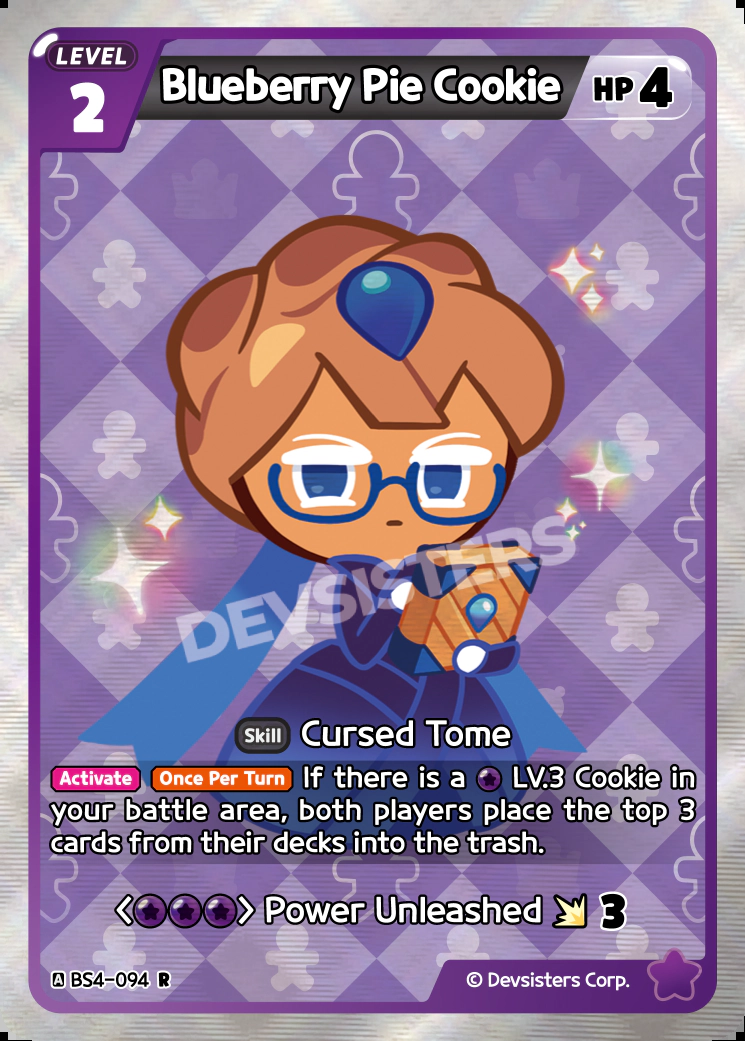 LEVEL
2
Blueberry Pie Cookie
HP 4
DEVSISTERS
Skill Cursed Tome
Activate Once Per Turn If there is a LV.3 Cookie in
your battle area, both players place the top 3
cards from their decks into the trash.
Power Unleashed 3
A BS4-094 R
© Devsisters Corp.